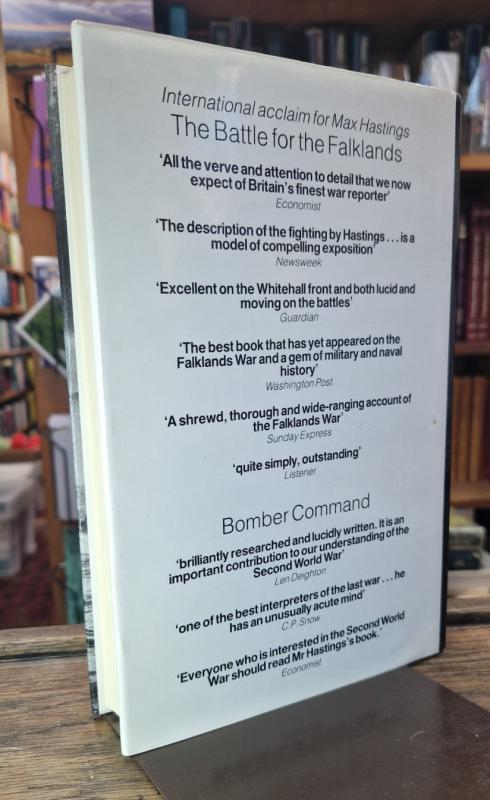 International acclaim for Max Hastings
The Battle for the Falklands
‘All the verve and attention to detail that we now
expect of Britain’s finest war reporter’
Economist
‘The description of the fighting by Hastings . . . is a
model of compelling exposition’
Newsweek
‘Excellent on the Whitehall front and both lucid and
moving on the battles’
Guardian
‘The best book that has yet appeared on the
Falklands War and a gem of military and naval
history’
Washington Post
‘A shrewd, thorough and wide-ranging account of
the Falklands War’
Sunday Express
‘quite simply, outstanding’
Listener
Bomber Command
‘brilliantly researched and lucidly written. It is an
important contribution to our understanding of the
Second World War’
Len Deighton
‘one of the best interpreters of the last war . . . he
has an unusually acute mind’
C.P. Snow
‘Everyone who is interested in the Second World
War should read Mr Hastings’s book.’
Economist